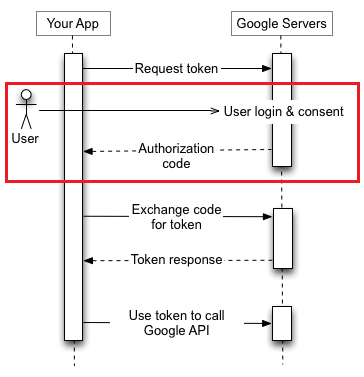 Your App
Google Servers
Request token
User
User login & consent
Authorization
code
Exchange code
for token
Token response
Use token to call
Google API